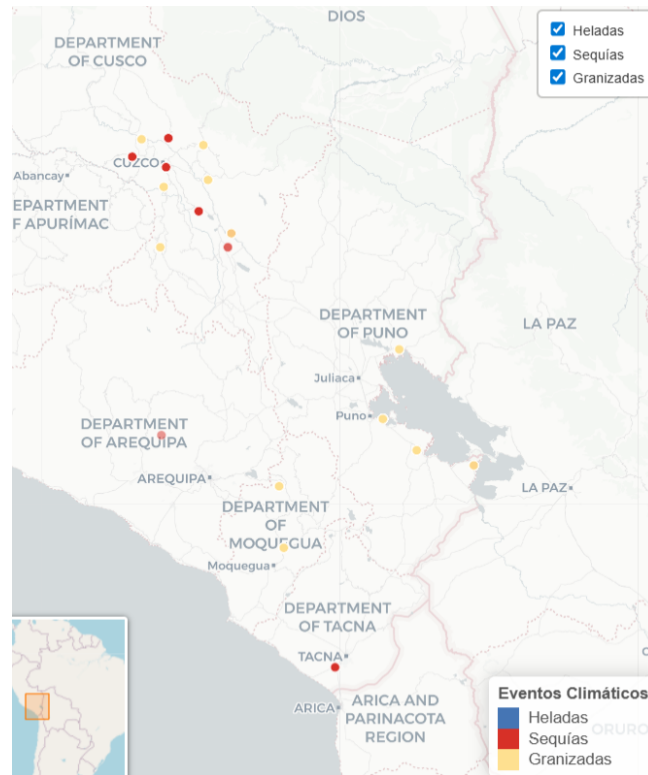 DIOS
DEPARTMENT
OF CUSCO
Heladas
Sequías
Granizadas
CUZCO
Abancay
EPARTMENT
F APURÍMAC
DEPARTMENT
OF PUNO
LA PAZ
Juliaca
Puno
DEPARTMENT
OF AREQUIPA
AREQUIPA
LA PAZ
DEPARTMENT
OF
MOQUEGUA
Moquegua
DEPARTMENT
OF TACNA
TACNA
ARICA
ARICA AND
PARINACOTA
REGION
Eventos Climáticos
Heladas
Sequías
Granizadas
ORURO